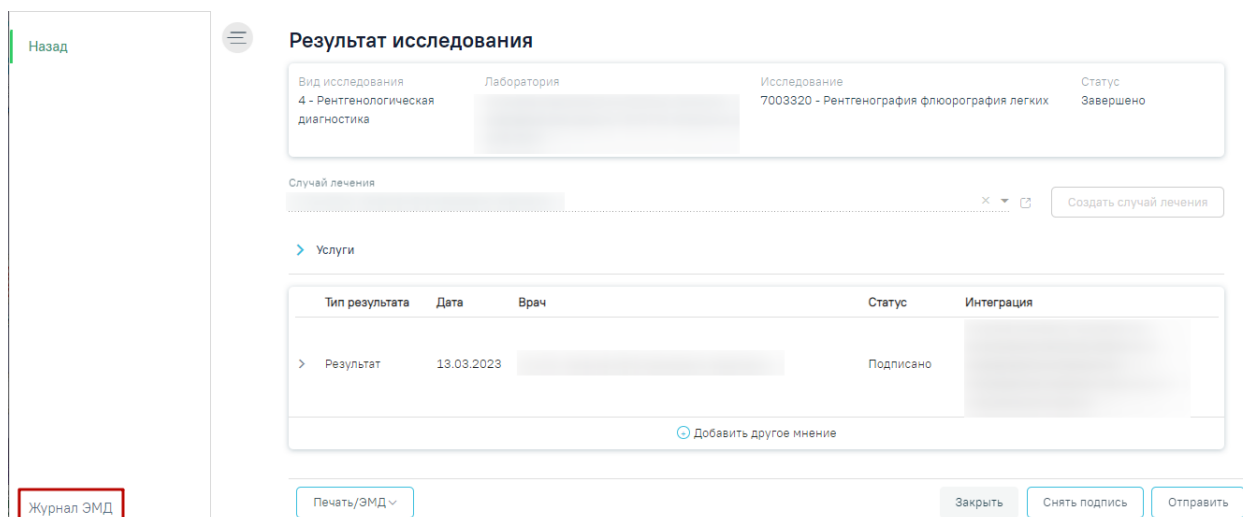 Назад
Результат исследования
Вид исследования Лаборатория Исследование Статус
4 - Рентгенологическая 7003320 - Рентгенография флюорография легких Завершено
диагностика
Случай лечения
Создать случай лечения
Услуги
Тип результата Дата Врач Статус Интеграция
Результат 13.03.2023 Подписано
Добавить другое мнение
Журнал ЭМД Печать/ЭМД Закрыть Снять подпись Отправить